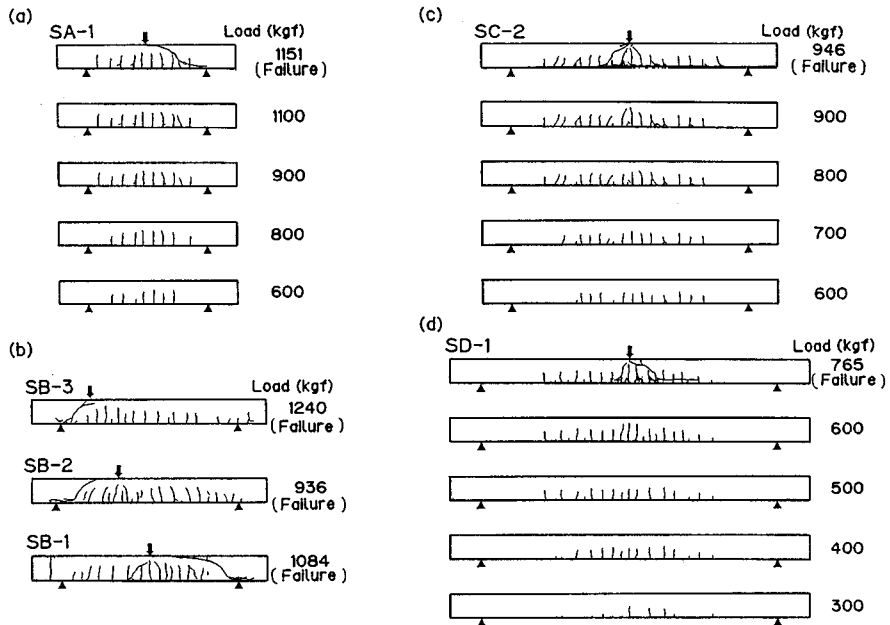 (a)
SA-1
Load (kgf)
1151
(Failure)
1100
900
800
600
(b)
SB-3
Load (kgf)
1240
(Failure)
SB-2
936
(Failure)
SB-1
1084
(Failure)
(c)
SC-2
Load (kgf)
946
(Failure)
900
800
700
600
(d)
SD-1
Load (kgf)
765
(Failure)
600
500
400
300